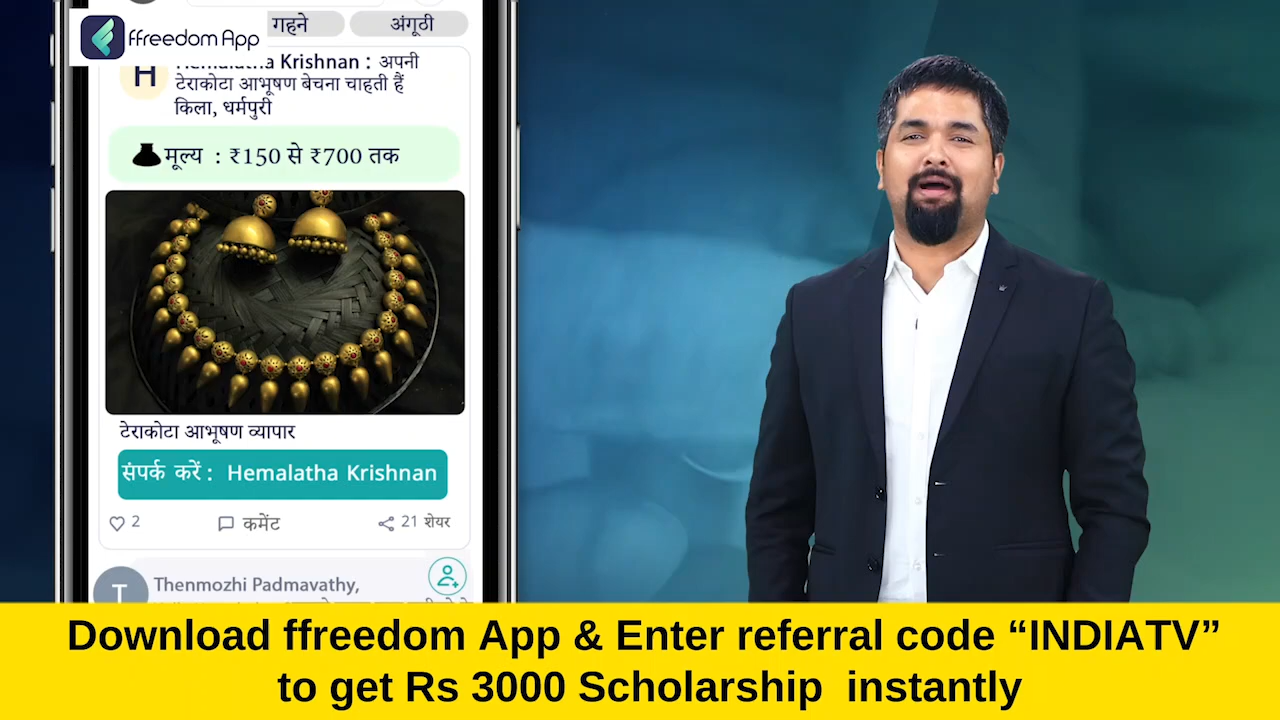 गहने
अंगूठी
ffreedom App
H
Hemalatha Krishnan : अपनी
टेराकोटा आभूषण बेचना चाहती हैं
किला, धर्मपुरी
मूल्य : ₹150 से ₹700 तक
टेराकोटा आभूषण व्यापार
संपर्क करें : Hemalatha Krishnan
2
कमेंट
21 शेयर
T
Thenmozhi Padmavathy,
Download ffreedom App & Enter referral code “INDIATV”
to get Rs 3000 Scholarship instantly